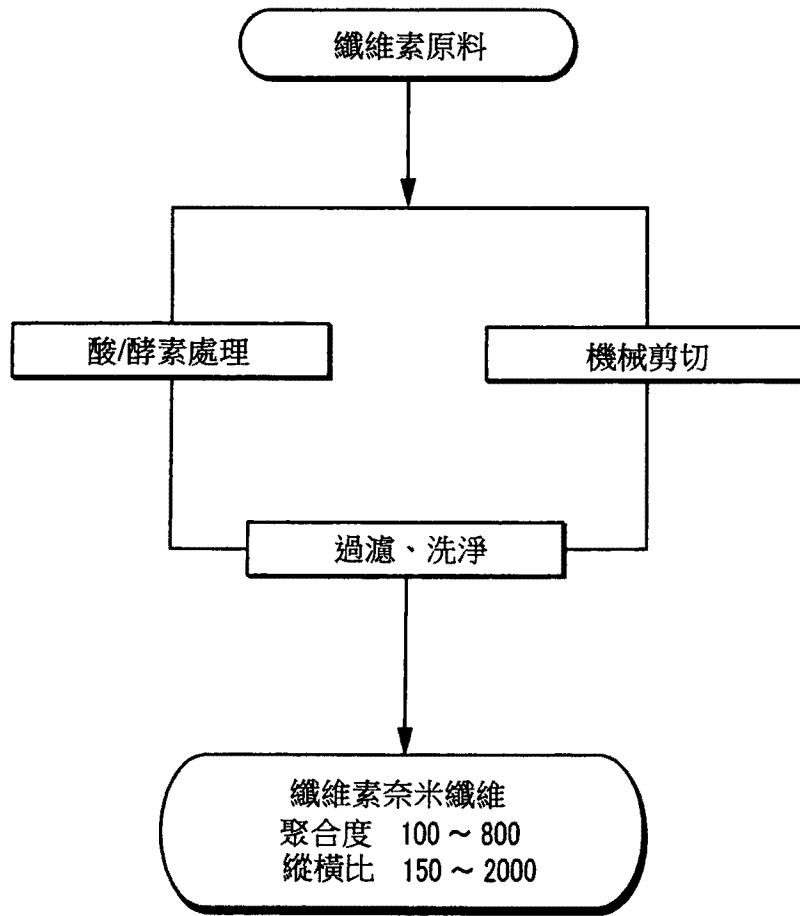 纖維素原料
酸/酵素處理
機械剪切
過濾、洗淨
纖維素奈米纖維
聚合度 100~800
縱橫比 150~2000